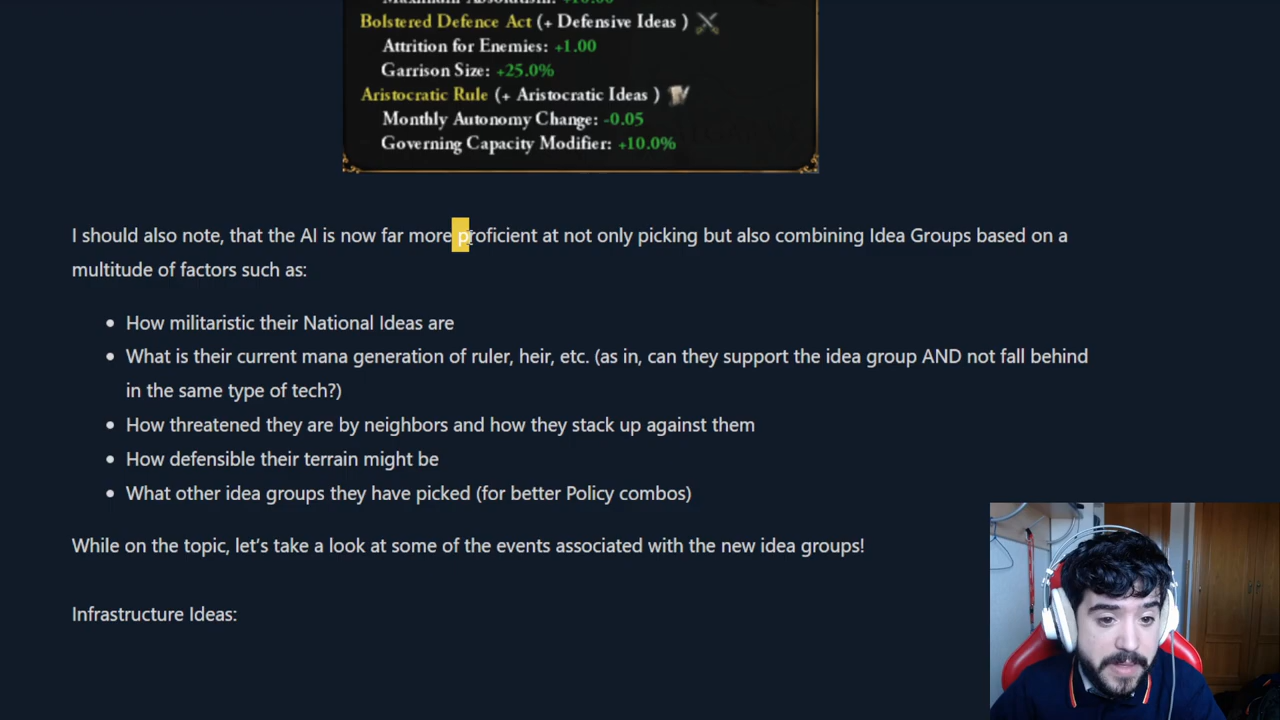 Bolstered Defence Act (+ Defensive Ideas )
Attrition for Enemies: +1.00
Garrison Size: +25.0%
Aristocratic Rule (+ Aristocratic Ideas )
Monthly Autonomy Change: -0.05
Governing Capacity Modifier: +10.0%
I should also note, that the AI is now far more proficient at not only picking but also combining Idea Groups based on a
multitude of factors such as:
• How militaristic their National Ideas are
• What is their current mana generation of ruler, heir, etc. (as in, can they support the idea group AND not fall behind
in the same type of tech?)
• How threatened they are by neighbors and how they stack up against them
• How defensible their terrain might be
• What other idea groups they have picked (for better Policy combos)
While on the topic, let’s take a look at some of the events associated with the new idea groups!
Infrastructure Ideas: